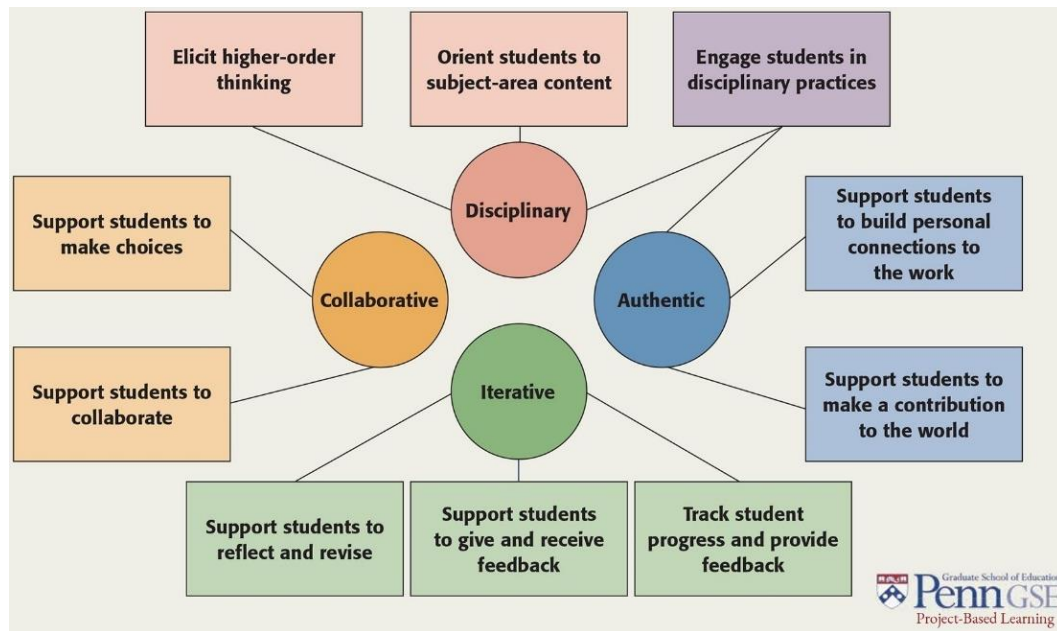 Elicit higher-order
thinking
Orient students to
subject-area content
Engage students in
disciplinary practices
Disciplinary
Support students to
make choices
Support students
to build personal
connections to
the work
Collaborative
Authentic
Support students to
collaborate
Iterative
Support students to
make a contribution
to the world
Support students to
reflect and revise
Support students
to give and receive
feedback
Track student
progress and provide
feedback
Graduate School of Education
Penn GSE
Project-Based Learning